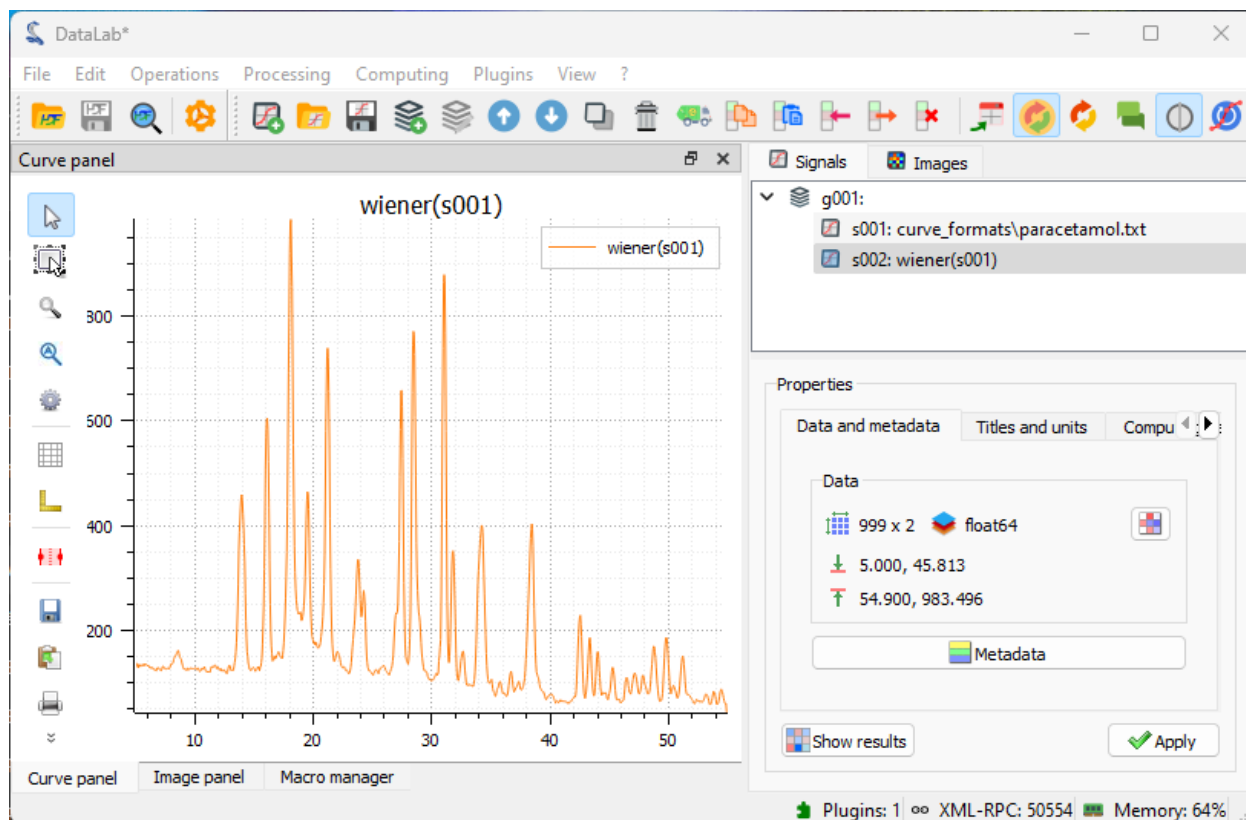 DataLab*
File Edit Operations Processing Computing Plugins View ?
Curve panel
wiener(s001)
wiener(s001)
800
600
400
200
10 20 30 40 50
Curve panel Image panel Macro manager
Signals Images
g001:
s001: curve_formats\paracetamol.txt
s002: wiener(s001)
Properties
Data and metadata Titles and units Compu
Data
999 x 2 float64
5.000, 45.813
54.900, 983.496
Metadata
Show results Apply
Plugins: 1 XML-RPC: 50554 Memory: 64%